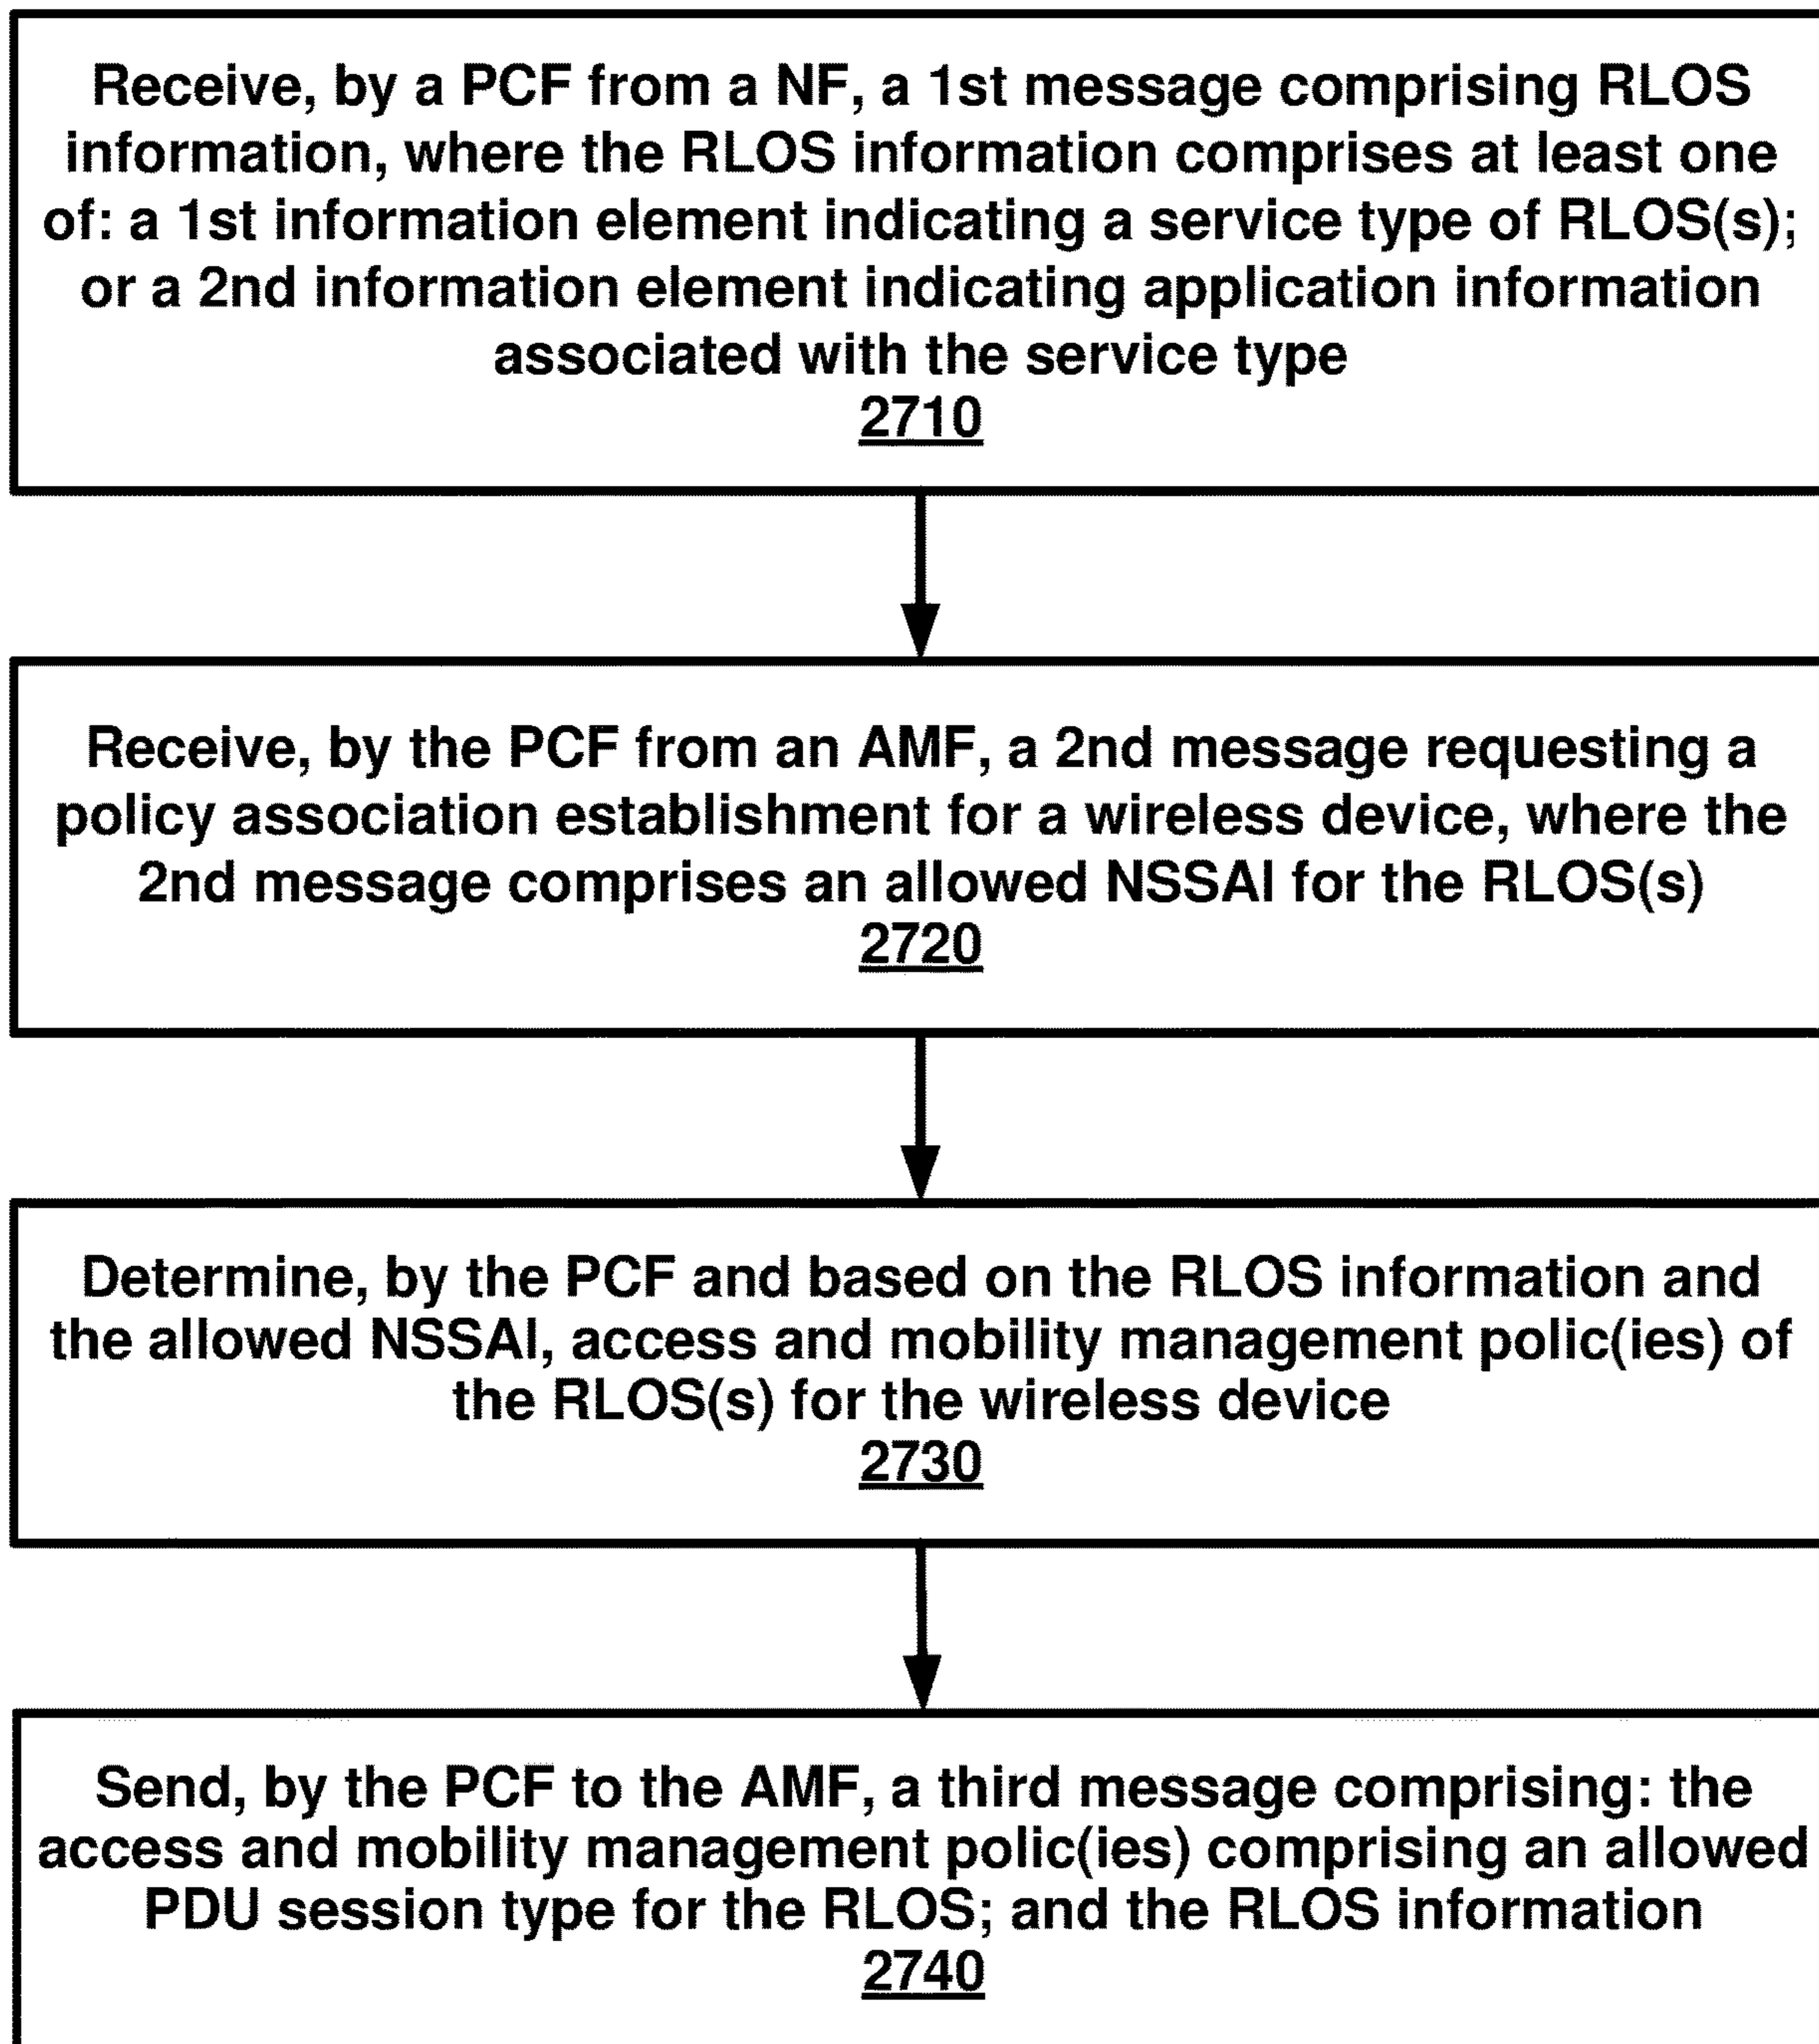 Receive, by a PCF from a NF, a 1st message comprising RLOS
information, where the RLOS information comprises at least one
of: a 1st information element indicating a service type of RLOS(s);
or a 2nd information element indicating application information
associated with the service type
2710
Receive, by the PCF from an AMF, a 2nd message requesting a
policy association establishment for a wireless device, where the
2nd message comprises an allowed NSSAI for the RLOS(s)
2720
Determine, by the PCF and based on the RLOS information and
the allowed NSSAI, access and mobility management polic(ies) of
the RLOS(s) for the wireless device
2730
Send, by the PCF to the AMF, a third message comprising: the
access and mobility management polic(ies) comprising an allowed
PDU session type for the RLOS; and the RLOS information
2740